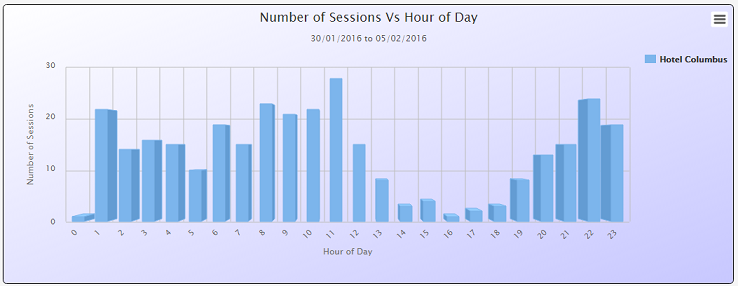 Number of Sessions Vs Hour of Day
30/01/2016 to 05/02/2016
Hotel Columbus
Number of Sessions
30
20
10
0
0 1 2 3 4 5 6 7 8 9 10 11 12 13 14 15 16 17 18 19 20 21 22 23
Hour of Day